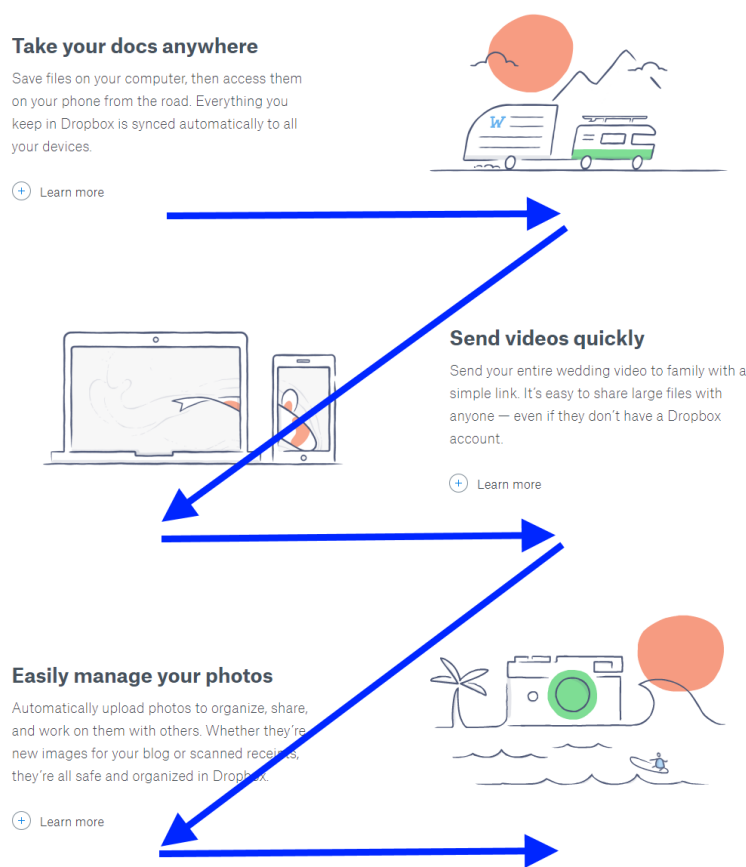 Take your docs anywhere
Save files on your computer, then access them
on your phone from the road. Everything you
keep in Dropbox is synced automatically to all
your devices.
Learn more
W
Send videos quickly
Send your entire wedding video to family with a
simple link. It’s easy to share large files with
anyone — even if they don’t have a Dropbox
account.
Learn more
Easily manage your photos
Automatically upload photos to organize, share,
and work on them with others. Whether they’re
new images for your blog or scanned receipts,
they’re all safe and organized in Dropbox.
Learn more